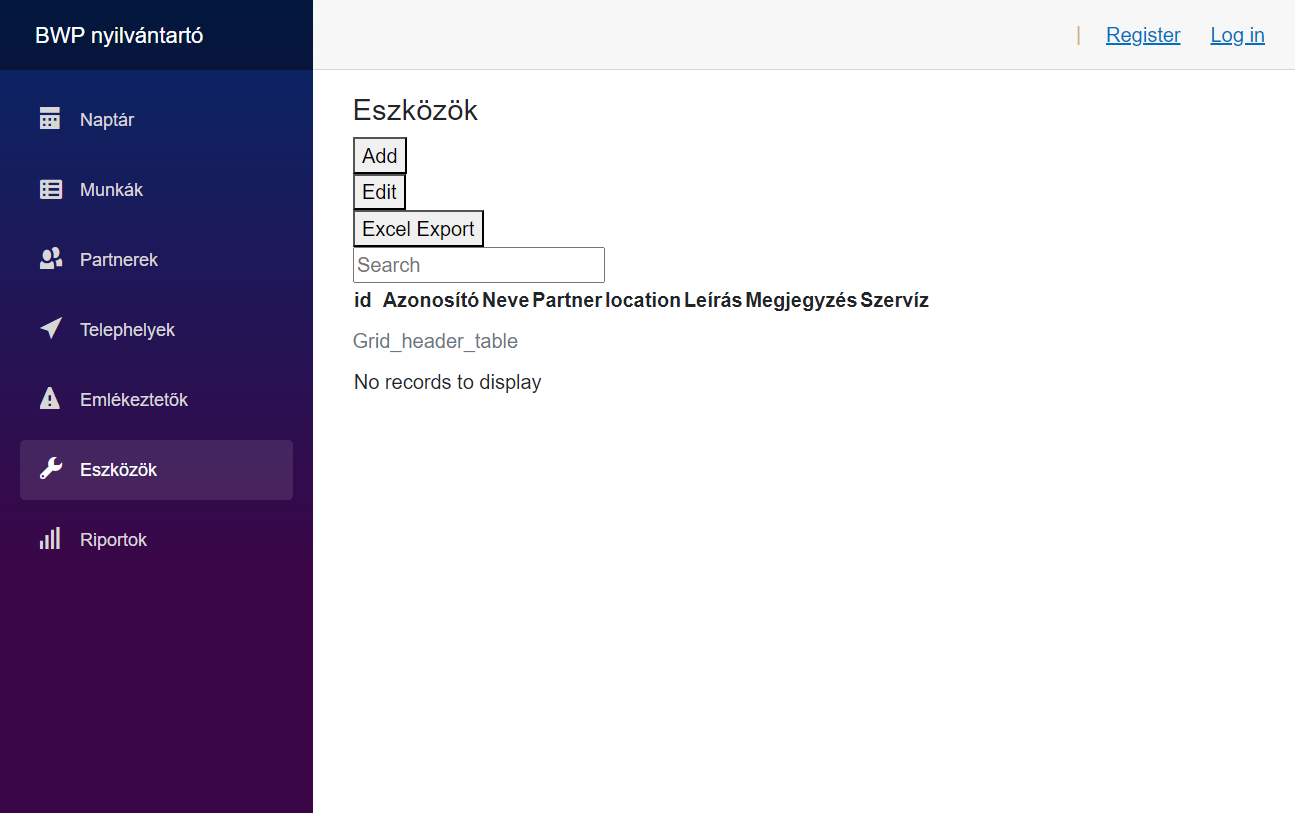 BWP nyilvántartó
| Register Log in
Naptár
Munkák
Partnerek
Telephelyek
Emlékeztetők
Eszközök
Riportok
Eszközök
Add
Edit
Excel Export
Search
id Azonosító Neve Partner location Leírás Megjegyzés Szervíz
Grid_header_table
No records to display